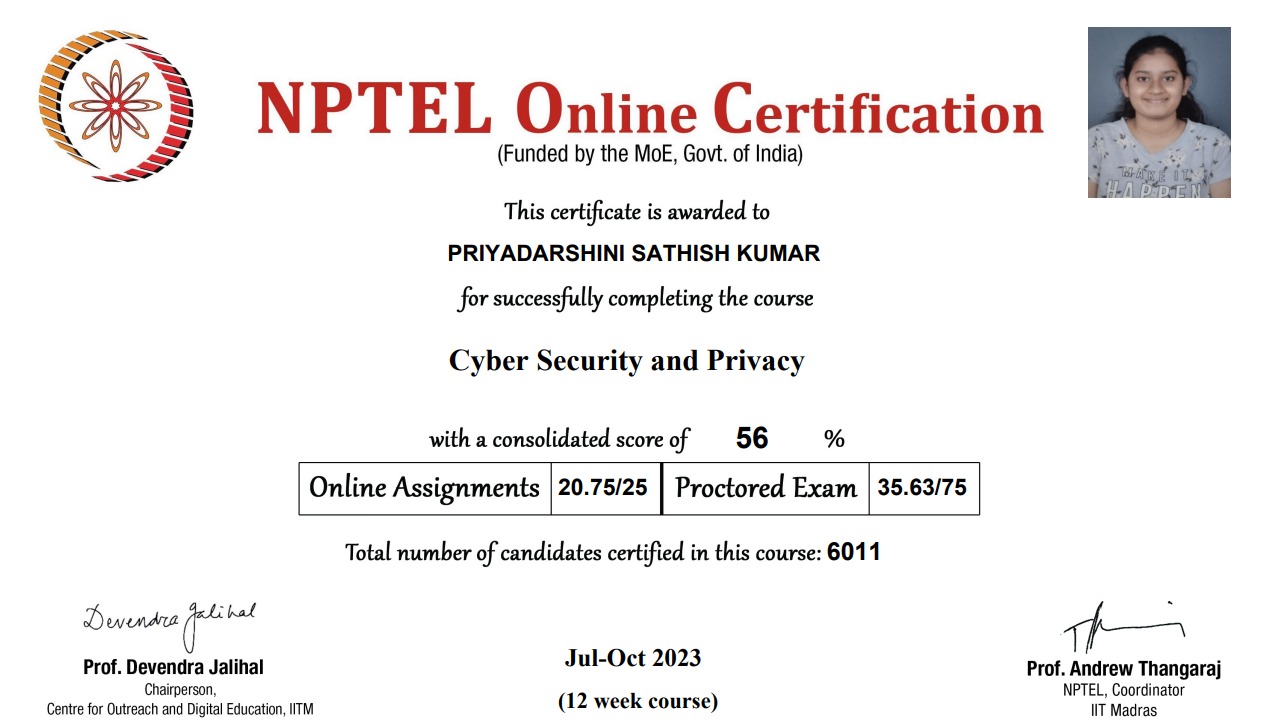 NPTEL Online Certification
(Funded by the MoE, Govt. of India)
MAKE IT
HAPPEN
This certificate is awarded to
PRIYADARSHINI SATHISH KUMAR
for successfully completing the course
Cyber Security and Privacy
with a consolidated score of 56 %
Online Assignments 20.75/25 Proctored Exam 35.63/75
Total number of candidates certified in this course: 6011
Devendra Jalihal
Prof. Devendra Jalihal
Chairperson,
Centre for Outreach and Digital Education, IITM
Jul-Oct 2023
(12 week course)
Prof. Andrew Thangaraj
NPTEL, Coordinator
IIT Madras